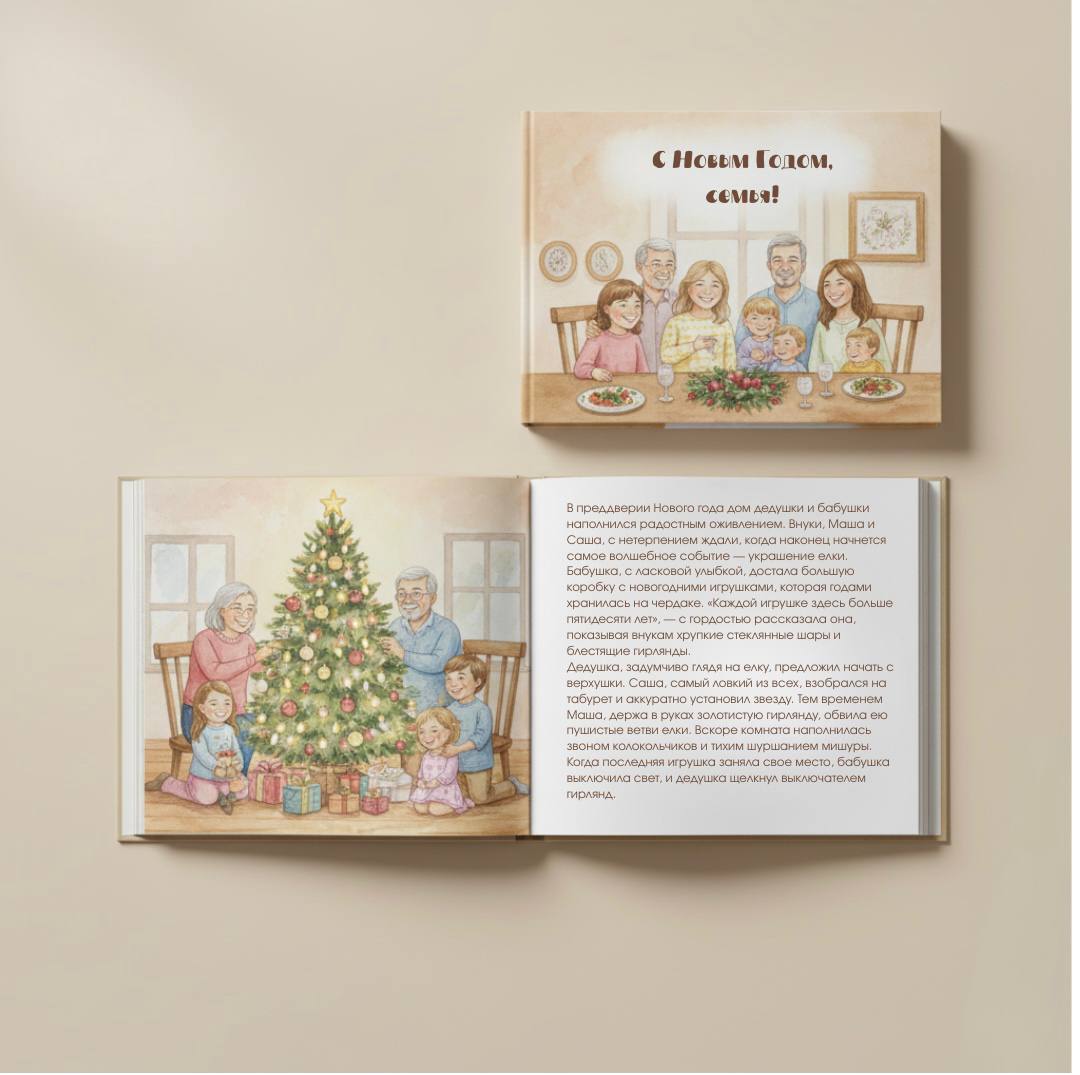 С Новым Годом,
семья!
В преддверии Нового года дом дедушки и бабушки
наполнился радостным оживлением. Внуки, Маша и
Саша, с нетерпением ждали, когда наконец начнется
самое волшебное событие — украшение елки.
Бабушка, с ласковой улыбкой, достала большую
коробку с новогодними игрушками, которая годами
хранилась на чердаке. «Каждой игрушке здесь больше
пятидесяти лет», — с гордостью рассказала она,
показывая внукам хрупкие стеклянные шары и
блестящие гирлянды.
Дедушка, задумчиво глядя на елку, предложил начать с
верхушки. Саша, самый ловкий из всех, взобрался на
табурет и аккуратно установил звезду. Тем временем
Маша, держа в руках золотистую гирлянду, обвила ею
пушистые ветви елки. Вскоре комната наполнилась
звоном колокольчиков и тихим шуршанием мишуры.
Когда последняя игрушка заняла свое место, бабушка
выключила свет, и дедушка щелкнул выключателем
гирлянд.